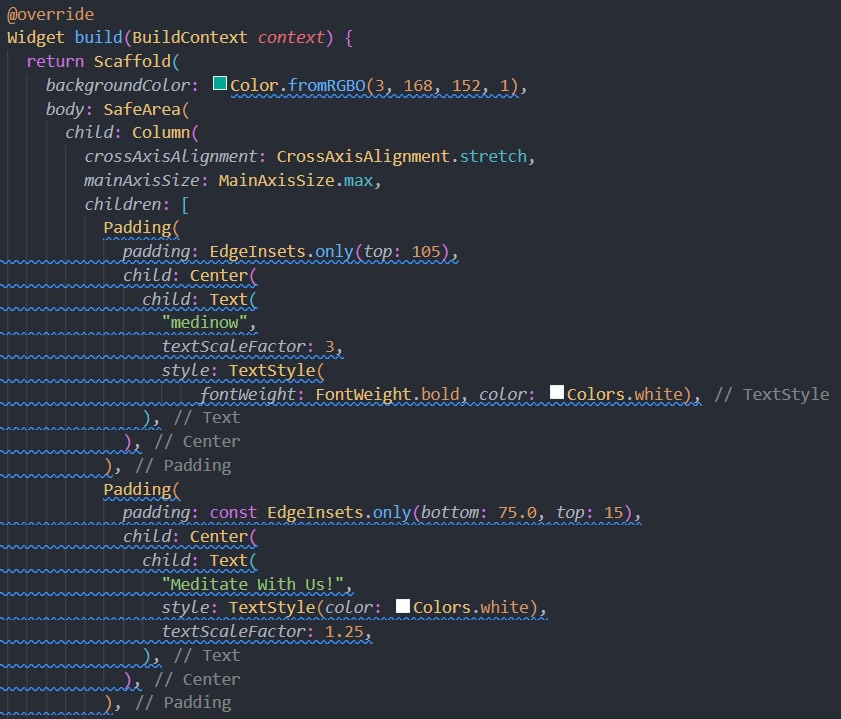 @override
Widget build(BuildContext context) {
return Scaffold(
backgroundColor: Color.fromRGBO(3, 168, 152, 1),
body: SafeArea(
child: Column(
crossAxisAlignment: CrossAxisAlignment.stretch,
mainAxisSize: MainAxisSize.max,
children: [
Padding(
padding: EdgeInsets.only(top: 105),
child: Center(
child: Text(
"medinow",
textScaleFactor: 3,
style: TextStyle(
fontWeight: FontWeight.bold, color: Colors.white), // TextStyle
), // Text
), // Center
), // Padding
Padding(
padding: const EdgeInsets.only(bottom: 75.0, top: 15),
child: Center(
child: Text(
"Meditate With Us!",
style: TextStyle(color: Colors.white),
textScaleFactor: 1.25,
), // Text
), // Center
), // Padding